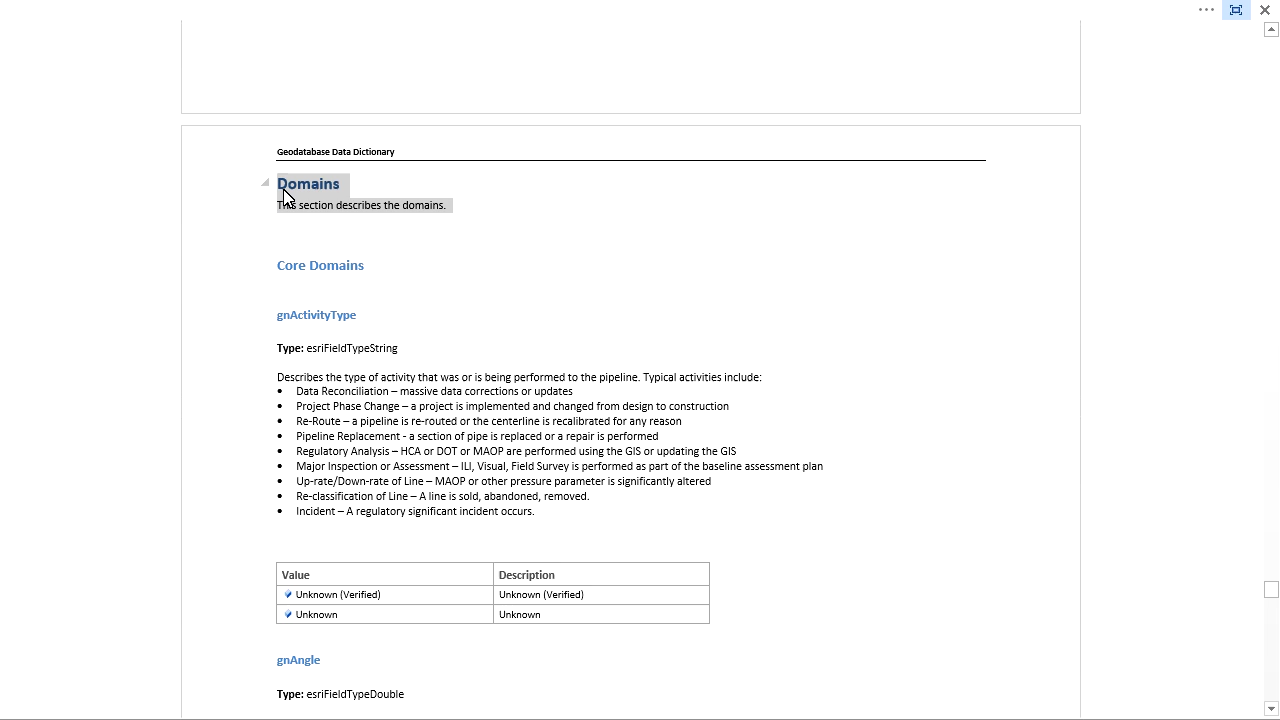 Geodatabase Data Dictionary
Domains
This section describes the domains.
Core Domains
gnActivityType
Type: esriFieldTypeString
Describes the type of activity that was or is being performed to the pipeline. Typical activities include:
• Data Reconciliation – massive data corrections or updates
• Project Phase Change – a project is implemented and changed from design to construction
• Re-Route – a pipeline is re-routed or the centerline is recalibrated for any reason
• Pipeline Replacement - a section of pipe is replaced or a repair is performed
• Regulatory Analysis – HCA or DOT or MAOP are performed using the GIS or updating the GIS
• Major Inspection or Assessment – ILI, Visual, Field Survey is performed as part of the baseline assessment plan
• Up-rate/Down-rate of Line – MAOP or other pressure parameter is significantly altered
• Re-classification of Line – A line is sold, abandoned, removed.
• Incident – A regulatory significant incident occurs.
Value Description
Unknown (Verified) Unknown (Verified)
Unknown Unknown
gnAngle
Type: esriFieldTypeDouble